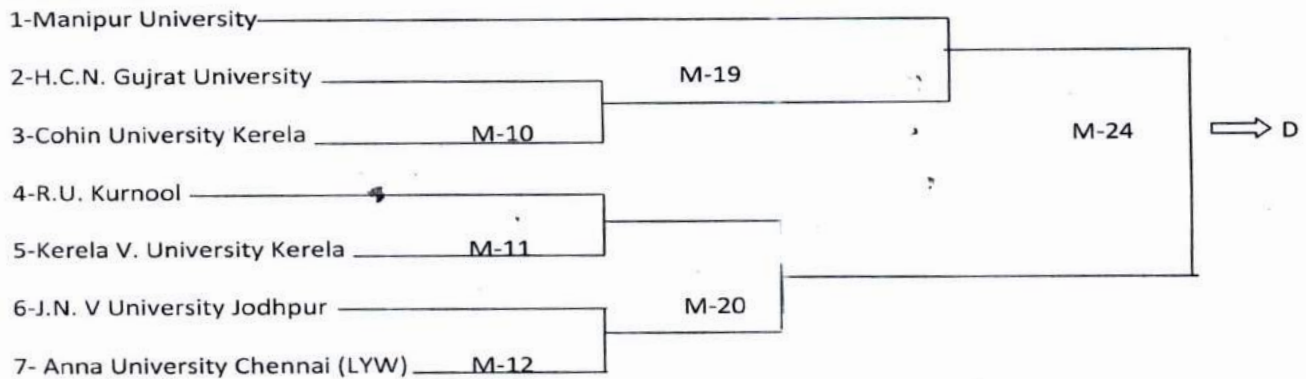 1-Manipur University
2-H.C.N. Gujrat University
M-19
3-Cohin University Kerela
M-10
M-24
D
4-R.U. Kurnool
5-Kerela V. University Kerela
M-11
6-J.N. V University Jodhpur
M-20
7- Anna University Chennai (LYW)
M-12